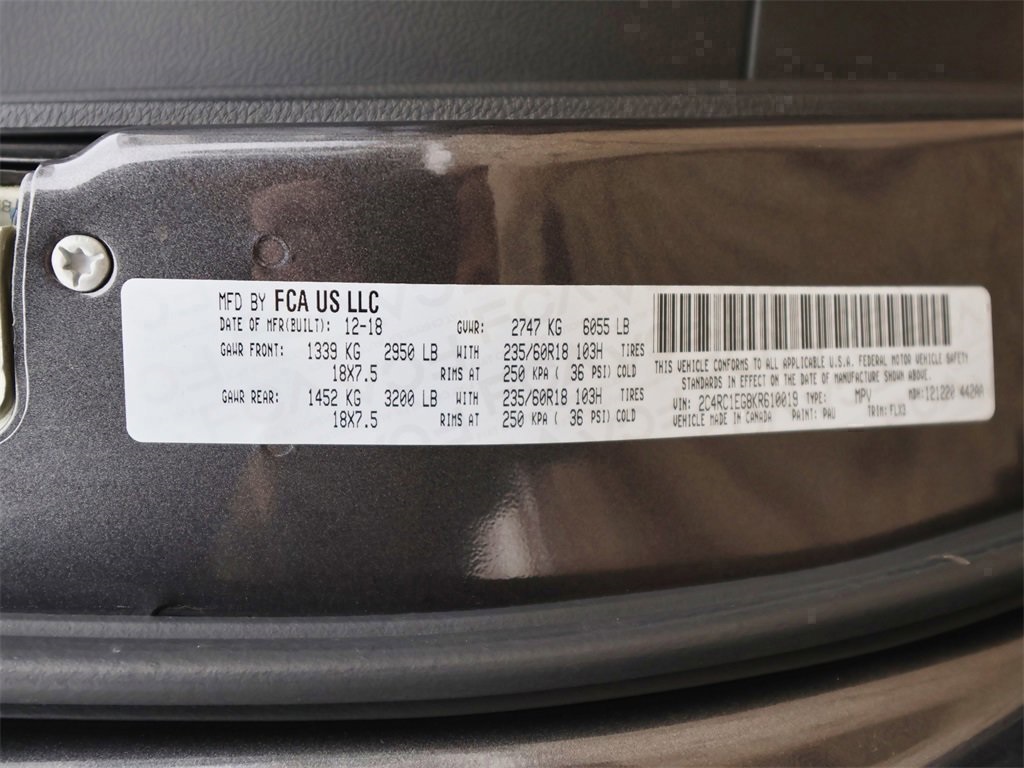 MFD BY FCA US LLC
DATE OF MFR(BUILT): 12-18 GVWR: 2747 KG 6055 LB
GAWR FRONT: 1339 KG 2950 LB WITH 235/60R18 103H TIRES
18X7.5 RIMS AT 250 KPA ( 36 PSI) COLD
GAWR REAR: 1452 KG 3200 LB WITH 235/60R18 103H TIRES
18X7.5 RIMS AT 250 KPA ( 36 PSI) COLD
THIS VEHICLE CONFORMS TO ALL APPLICABLE U.S.A. FEDERAL MOTOR VEHICLE SAFETY
STANDARDS IN EFFECT ON THE DATE OF MANUFACTURE SHOWN ABOVE.
VIN: 2C4RC1EG8KR610019 TYPE: MPV MDH: 121220 442AA
VEHICLE MADE IN CANADA PAINT: PAU TRIM: FLX3